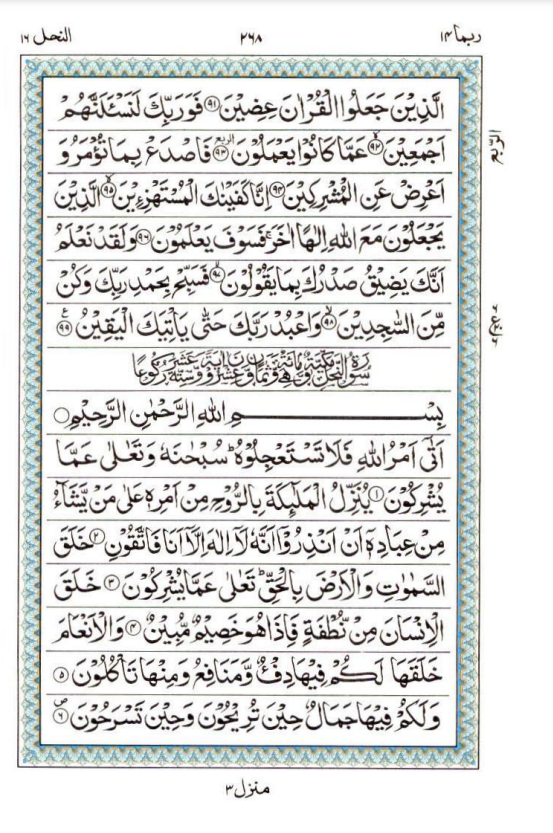 ربما ١٤ ٢٦٨ النحل ١٦
الَّذِيْنَ جَعَلُوا الْقُرْاٰنَ عِضِيْنَ ۝٩١ فَوَرَبِّكَ لَنَسْـَٔلَنَّهُمْ
اَجْمَعِيْنَ ۝٩٢ عَمَّا كَانُوْا يَعْمَلُوْنَ ۝٩٣ فَاصْدَعْ بِمَا تُؤْمَرُ وَ
اَعْرِضْ عَنِ الْمُشْرِكِيْنَ ۝٩٤ اِنَّا كَفَيْنٰكَ الْمُسْتَهْزِءِيْنَ ۝٩٥ الَّذِيْنَ
يَجْعَلُوْنَ مَعَ اللّٰهِ اِلٰهًا اٰخَرَ ۚ فَسَوْفَ يَعْلَمُوْنَ ۝٩٦ وَلَقَدْ نَعْلَمُ
اَنَّكَ يَضِيْقُ صَدْرُكَ بِمَا يَقُوْلُوْنَ ۝٩٧ فَسَبِّحْ بِحَمْدِ رَبِّكَ وَكُنْ
مِّنَ السّٰجِدِيْنَ ۝٩٨ وَاعْبُدْ رَبَّكَ حَتّٰى يَاْتِيَكَ الْيَقِيْنُ ۝٩٩
سُوْرَةُ النَّحْلِ مَكِّيَّةٌ وَّهِيَ مِائَةٌ وَّثَمَانٍ وَّعِشْرُوْنَ اٰيَةً وَّسِتَّةَ عَشَرَ رُكُوْعًا
بِسْمِ اللّٰهِ الرَّحْمٰنِ الرَّحِيْمِ ۝
اَتٰٓى اَمْرُ اللّٰهِ فَلَا تَسْتَعْجِلُوْهُ ؕ سُبْحٰنَهٗ وَتَعٰلٰى عَمَّا
يُشْرِكُوْنَ ۝١ يُنَزِّلُ الْمَلٰٓئِكَةَ بِالرُّوْحِ مِنْ اَمْرِهٖ عَلٰى مَنْ يَّشَآءُ
مِنْ عِبَادِهٖٓ اَنْ اَنْذِرُوْٓا اَنَّهٗ لَآ اِلٰهَ اِلَّآ اَنَا فَاتَّقُوْنِ ۝٢ خَلَقَ
السَّمٰوٰتِ وَالْاَرْضَ بِالْحَقِّ ؕ تَعٰلٰى عَمَّا يُشْرِكُوْنَ ۝٣ خَلَقَ
الْاِنْسَانَ مِنْ نُّطْفَةٍ فَاِذَا هُوَ خَصِيْمٌ مُّبِيْنٌ ۝٤ وَالْاَنْعَامَ
خَلَقَهَا ۚ لَكُمْ فِيْهَا دِفْءٌ وَّمَنَافِعُ وَمِنْهَا تَاْكُلُوْنَ ۝٥
وَلَكُمْ فِيْهَا جَمَالٌ حِيْنَ تُرِيْحُوْنَ وَحِيْنَ تَسْرَحُوْنَ ۝٦
منزل ٣